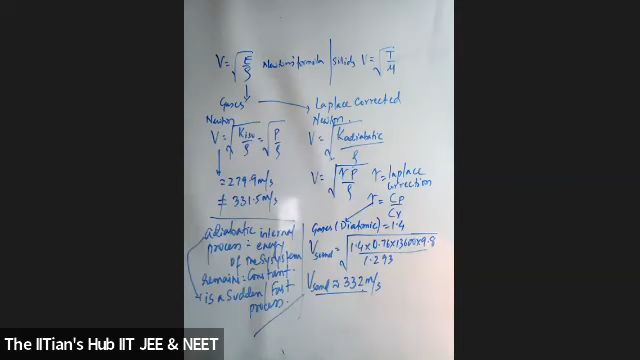 V = √E/ρ Newton's formula | solids V = √T/μ
Gases → Laplace Corrected
Newton Newton
V = √Kiso/ρ = √P/ρ V = √Kadiabatic/ρ
V = √γP/ρ γ = laplace correction
= 279.9 m/s
≠ 331.5 m/s
γ = Cp/Cv
Gases (Diatomic) = 1.4
Vsound = √1.4×0.76×13600×9.8/1.293
Vsound ≈ 332 m/s
adiabatic internal
process: energy
of the system
remains: Constant.
is a Sudden/Fast
process.
The IITian's Hub IIT JEE & NEET